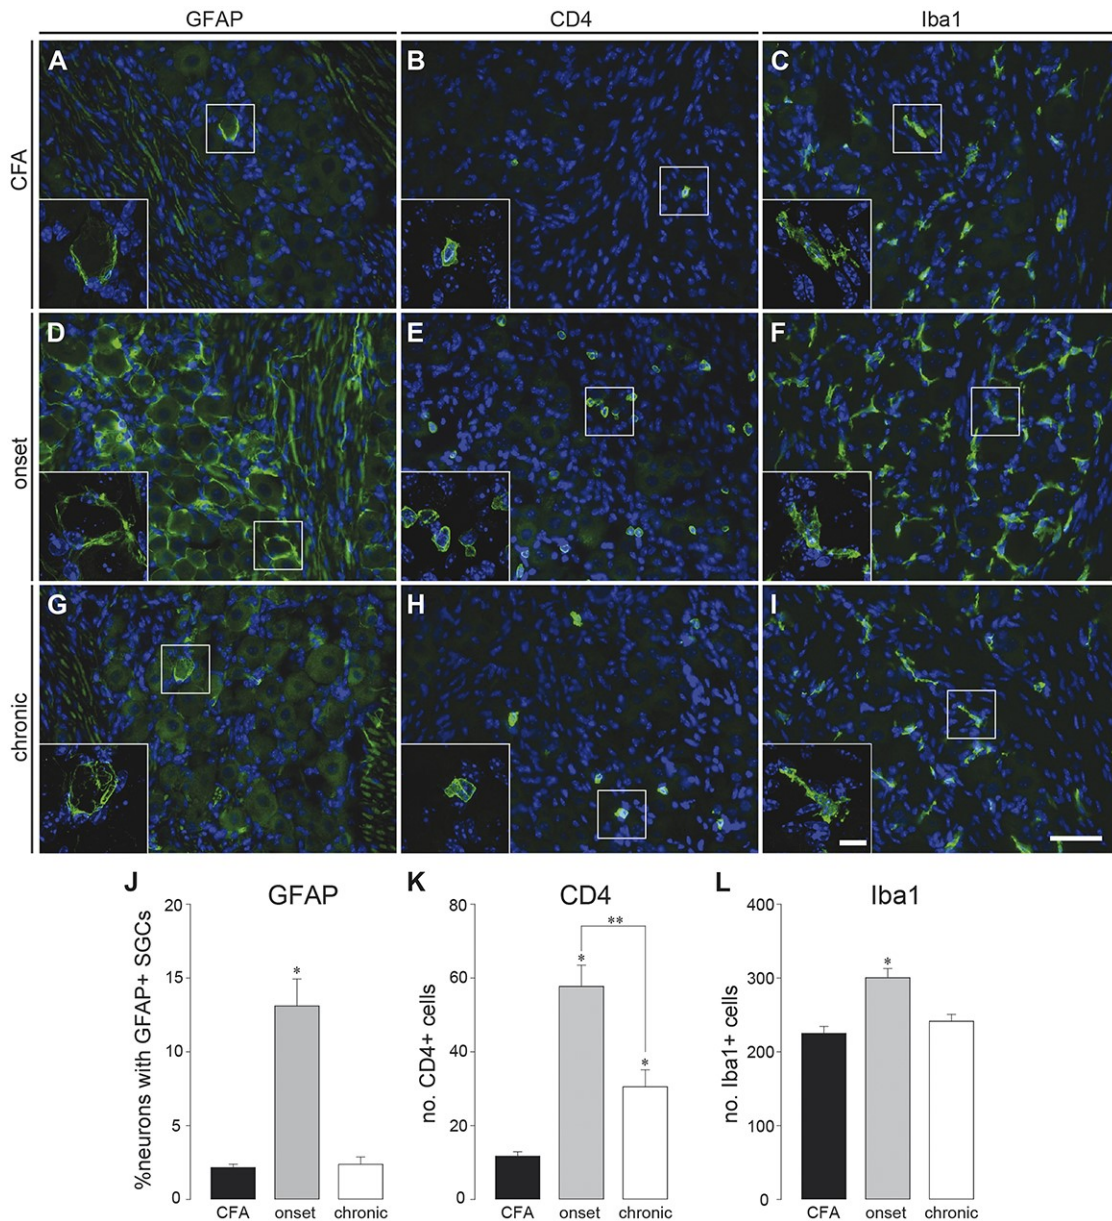 GFAP CD4 Iba1
CFA
A B C
onset
D E F
chronic
G H I
J GFAP
%neurons with GFAP+ SGCs
20
15
10
5
0
*
CFA onset chronic
K CD4
no. CD4+ cells
80
60
40
20
0
**
*
*
CFA onset chronic
L Iba1
no. Iba1+ cells
400
300
200
100
0
*
CFA onset chronic